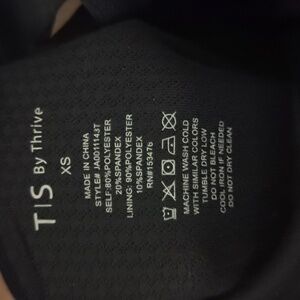 TIS By Thrive
XS
MADE IN CHINA
STYLE# JA0011143T
SELF:80%POLYESTER
20%SPANDEX
LINING: 90%POLYESTER
10%SPANDEX
RN#153476
MACHINE WASH COLD
WITH SIMILAR COLORS
TUMBLE DRY LOW
DO NOT BLEACH
COOL IRON IF NEEDED
DO NOT DRY CLEAN